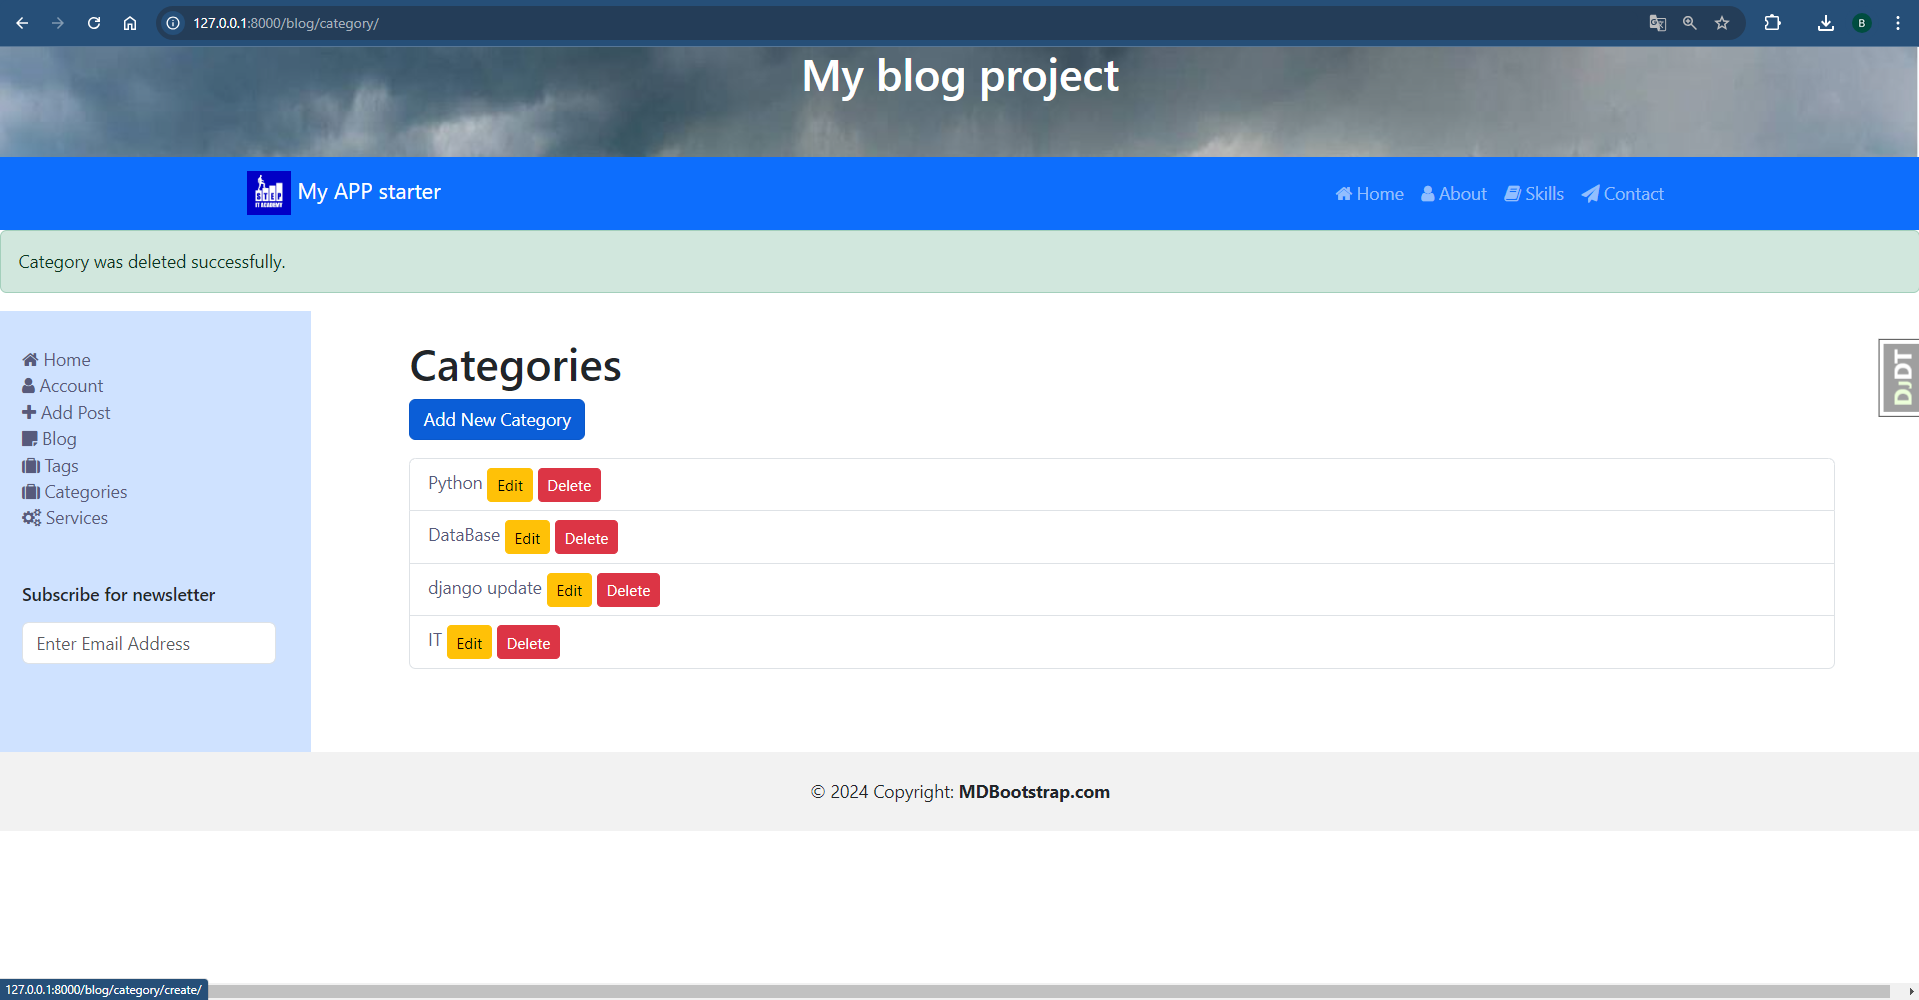 127.0.0.1:8000/blog/category/
B
My blog project
STEP
IT ACADEMY
My APP starter
Home About Skills Contact
Category was deleted successfully.
Home
Account
Add Post
Blog
Tags
Categories
Services
Subscribe for newsletter
Enter Email Address
Categories
Add New Category
Python Edit Delete
DataBase Edit Delete
django update Edit Delete
IT Edit Delete
DJDT
© 2024 Copyright: MDBootstrap.com
127.0.0.1:8000/blog/category/create/